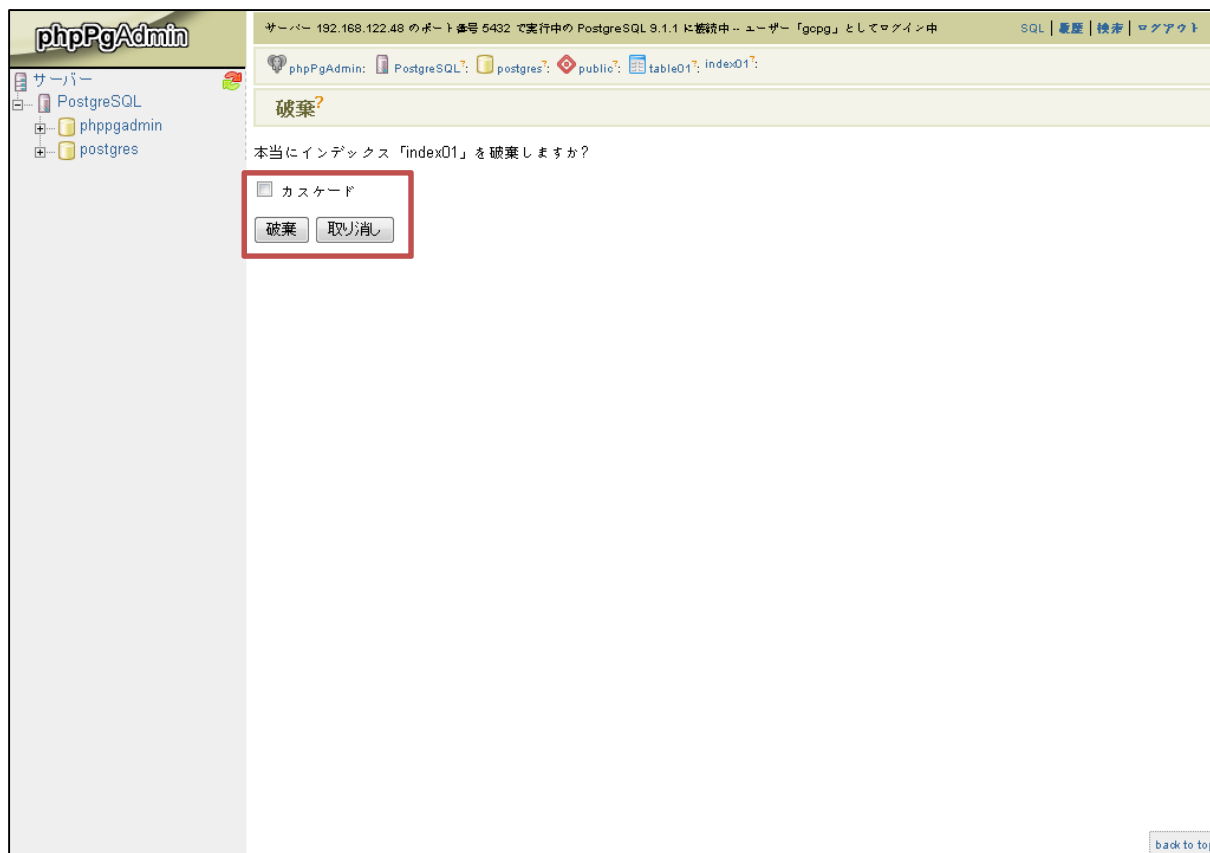 phpPgAdmin
サーバー 192.168.122.48 のポート番号 5432 で実行中の PostgreSQL 9.1.1 に接続中 -- ユーザー「gcpg」としてログイン中
SQL | 履歴 | 検索 | ログアウト
phpPgAdmin: PostgreSQL?: postgres?: public?: table01?: index01?:
サーバー
PostgreSQL
phppgadmin
postgres
破棄?
本当にインデックス「index01」を破棄しますか?
カスケード
破棄 取り消し
back to top